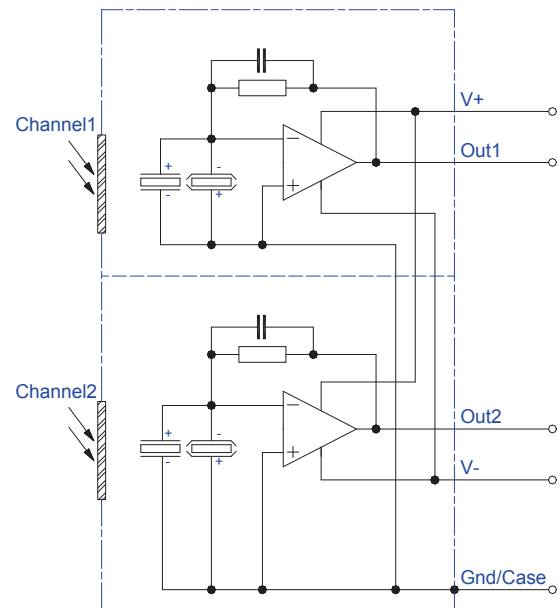 V+
Channel1
Out1
− 
+ -
+
- +
Channel2
Out2
−
+ -
+
- +
V-
Gnd/Case